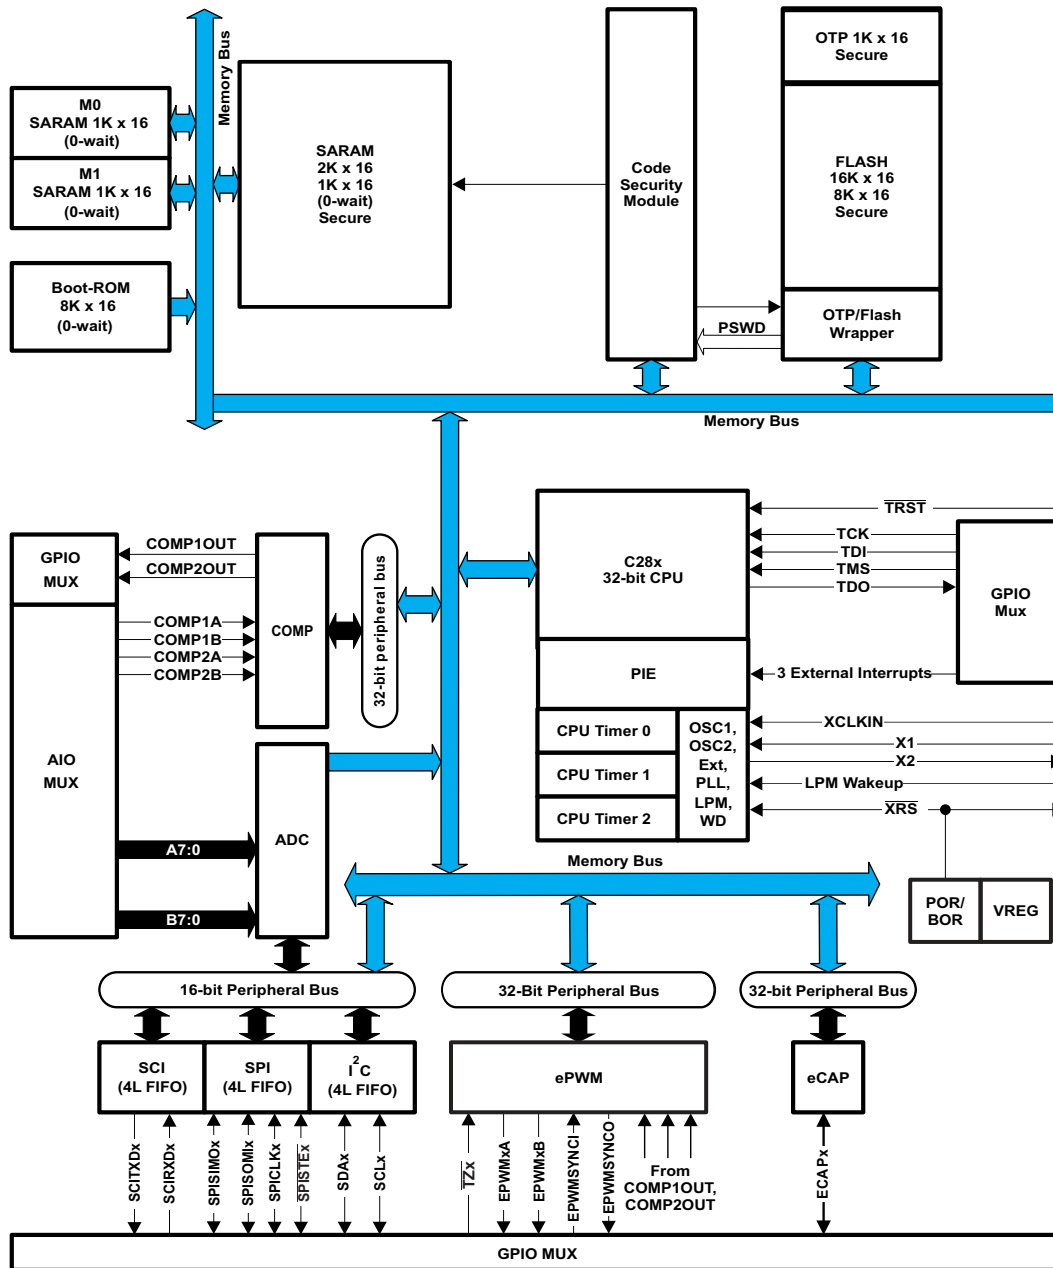 OTP 1K x 16
Secure
Memory Bus
M0
SARAM 1K x 16
(0-wait)
M1
SARAM 1K x 16
(0-wait)
Boot-ROM
8K x 16
(0-wait)
SARAM
2K x 16
1K x 16
(0-wait)
Secure
Code
Security
Module
FLASH
16K x 16
8K x 16
Secure
OTP/Flash
Wrapper
PSWD
Memory Bus
GPIO
MUX
COMP1OUT
COMP2OUT
COMP1A
COMP1B
COMP2A
COMP2B
COMP
32-bit peripheral bus
AIO
MUX
A7:0
B7:0
ADC
C28x
32-bit CPU
PIE
CPU Timer 0
CPU Timer 1
CPU Timer 2
OSC1,
OSC2,
Ext,
PLL,
LPM,
WD
TRST
TCK
TDI
TMS
TDO
GPIO
Mux
3 External Interrupts
XCLKIN
X1
X2
LPM Wakeup
XRS
Memory Bus
POR/
BOR
VREG
16-bit Peripheral Bus
32-Bit Peripheral Bus
32-bit Peripheral Bus
SCI
(4L FIFO)
SPI
(4L FIFO)
I2C
(4L FIFO)
ePWM
eCAP
SCITXDx
SCIRXDx
SPISIMOx
SPISOMIx
SPICLKx
SPISTEx
SDAx
SCLx
TZx
EPWMxA
EPWMxB
EPWMSYNCI
EPWMSYNCO
From
COMP1OUT,
COMP2OUT
ECAPx
GPIO MUX